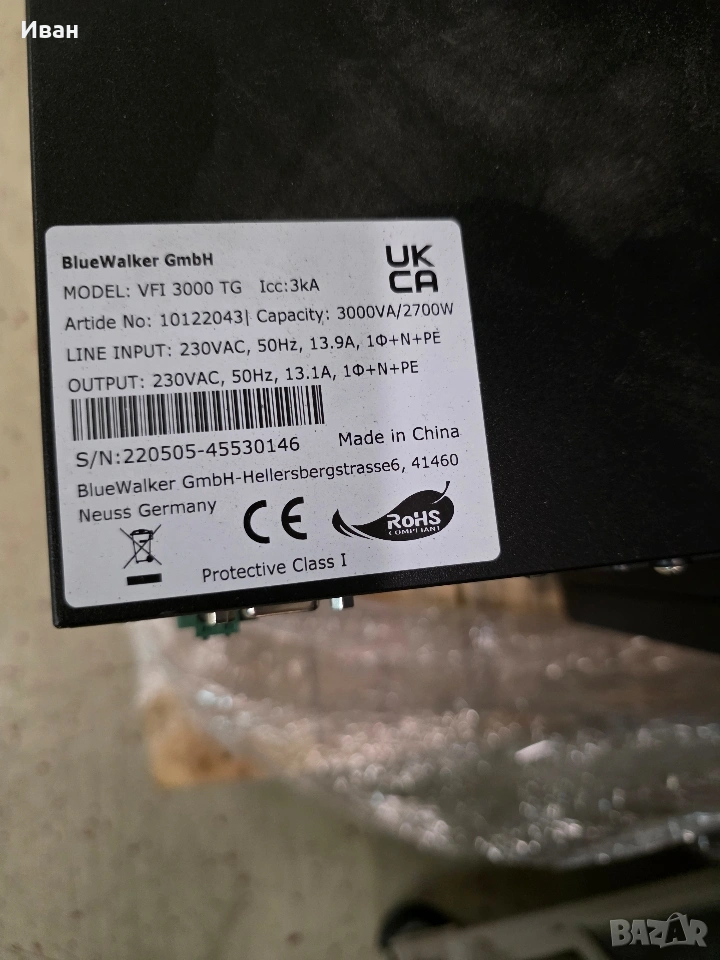 Иван
BlueWalker GmbH
MODEL: VFI 3000 TG Icc:3kA
UK
CA
Artide No: 10122043| Capacity: 3000VA/2700W
LINE INPUT: 230VAC, 50Hz, 13.9A, 1Φ+N+PE
OUTPUT: 230VAC, 50Hz, 13.1A, 1Φ+N+PE
S/N:220505-45530146 Made in China
BlueWalker GmbH-Hellersbergstrasse6, 41460
Neuss Germany
CE
RoHS
COMPLIANT
Protective Class I
BAZAR